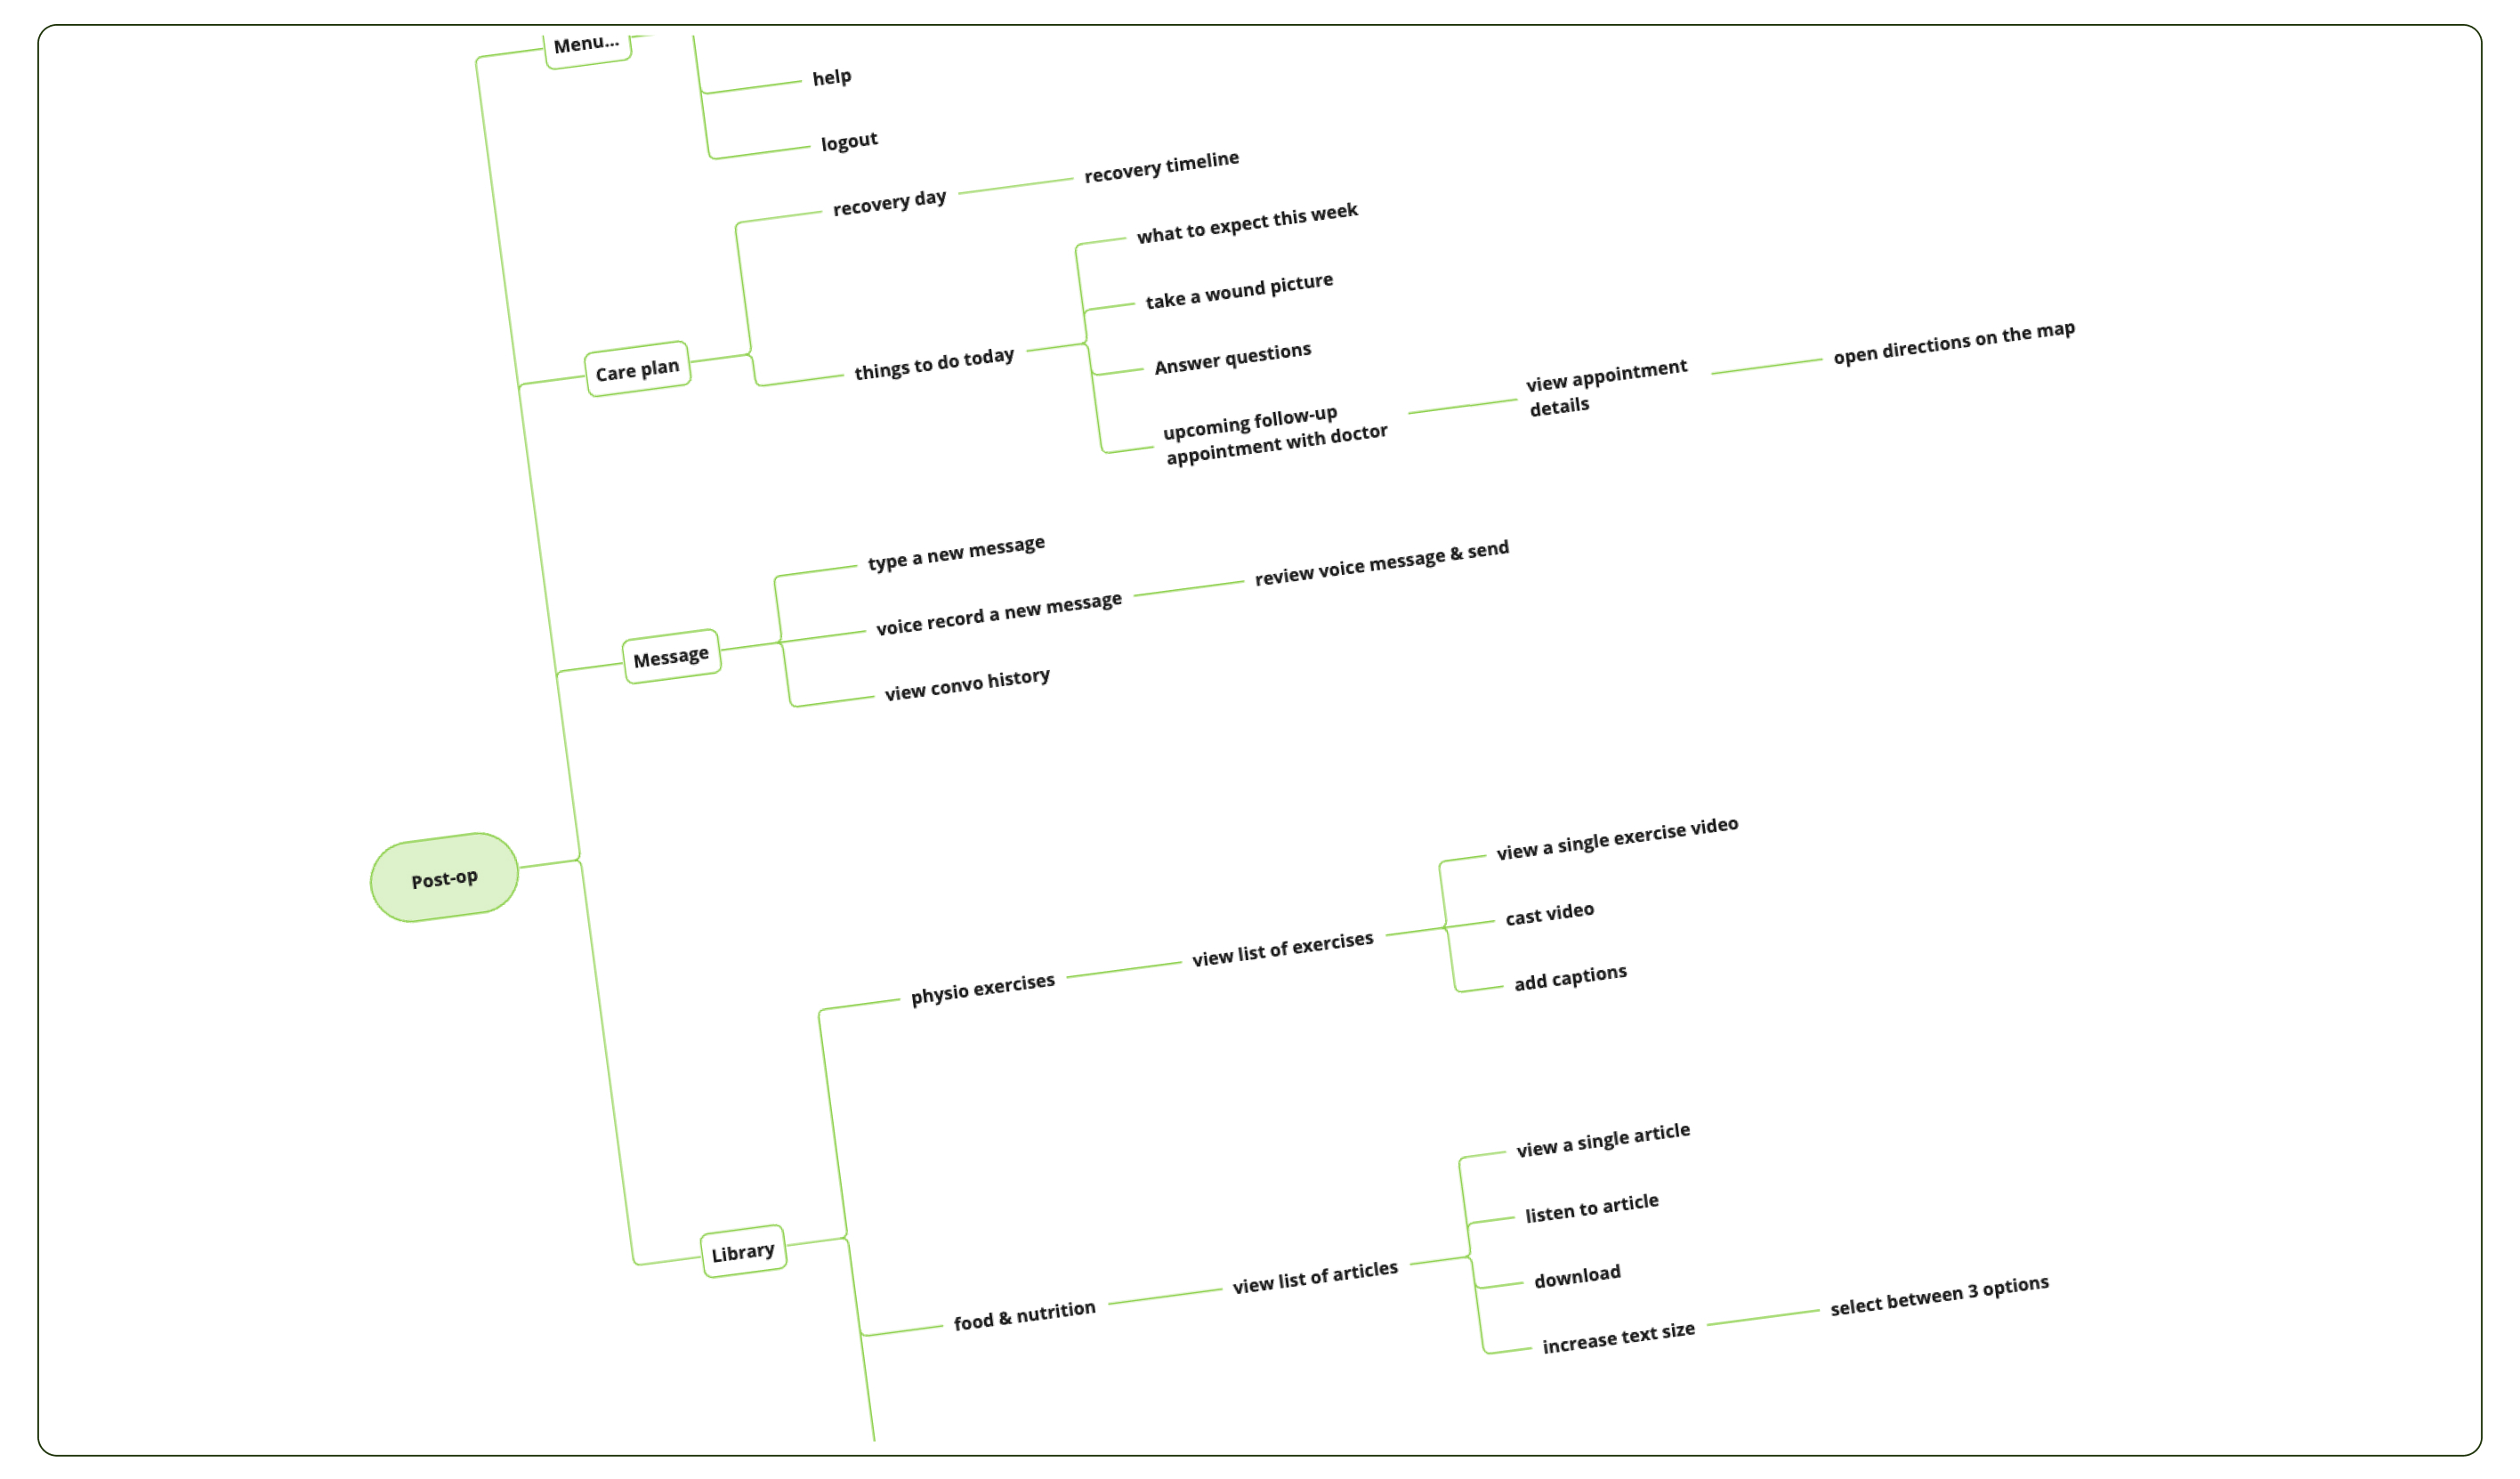 Menu...
help
logout
Care plan
recovery day
recovery timeline
things to do today
what to expect this week
take a wound picture
Answer questions
upcoming follow-up
appointment with doctor
view appointment
details
open directions on the map
Message
type a new message
voice record a new message
review voice message & send
view convo history
Post-op
Library
physio exercises
view list of exercises
view a single exercise video
cast video
add captions
food & nutrition
view list of articles
view a single article
listen to article
download
increase text size
select between 3 options